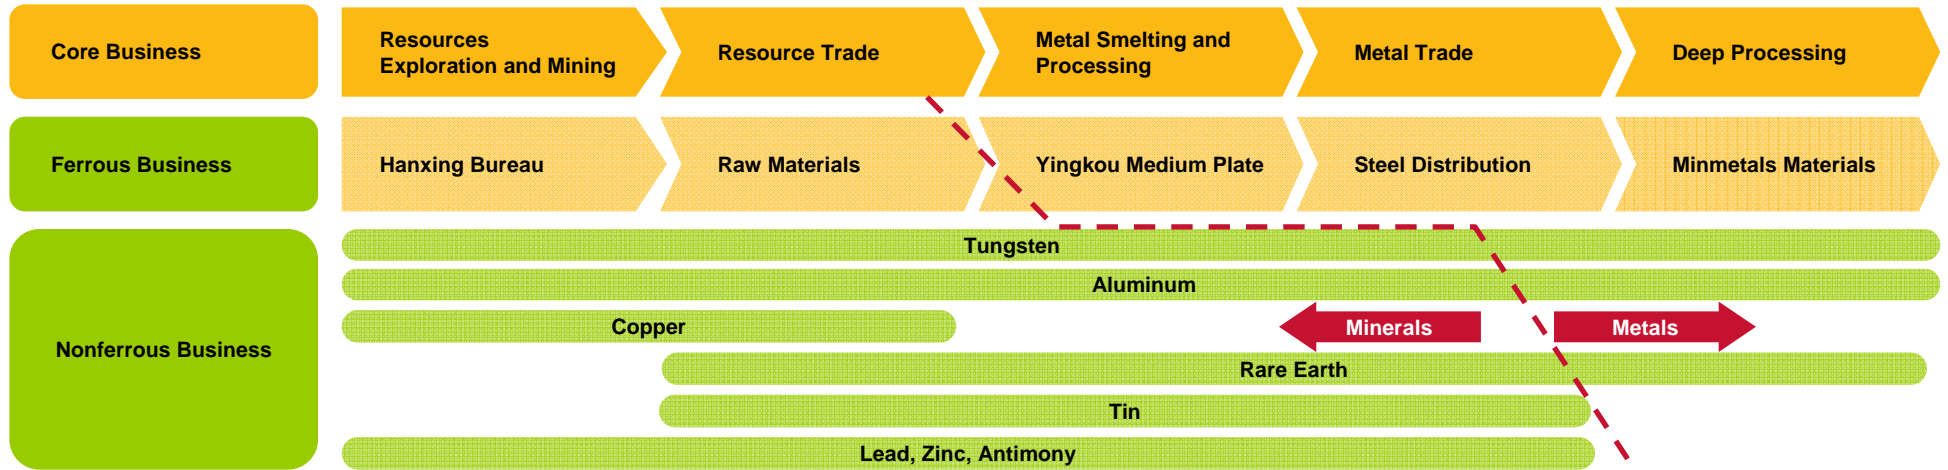 Core Business
Resources
Exploration and Mining
Resource Trade
Metal Smelting and
Processing
Metal Trade
Deep Processing
Ferrous Business
Hanxing Bureau
Raw Materials
Yingkou Medium Plate
Steel Distribution
Minmetals Materials
Nonferrous Business
Tungsten
Aluminum
Copper
Minerals
Metals
Rare Earth
Tin
Lead, Zinc, Antimony